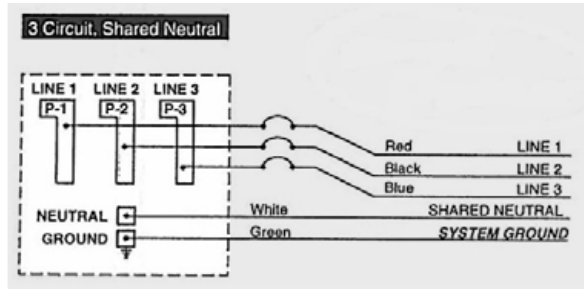 3 Circuit, Shared Neutral
LINE 1 LINE 2 LINE 3
P-1 P-2 P-3
Red LINE 1
Black LINE 2
Blue LINE 3
NEUTRAL White SHARED NEUTRAL
GROUND Green SYSTEM GROUND